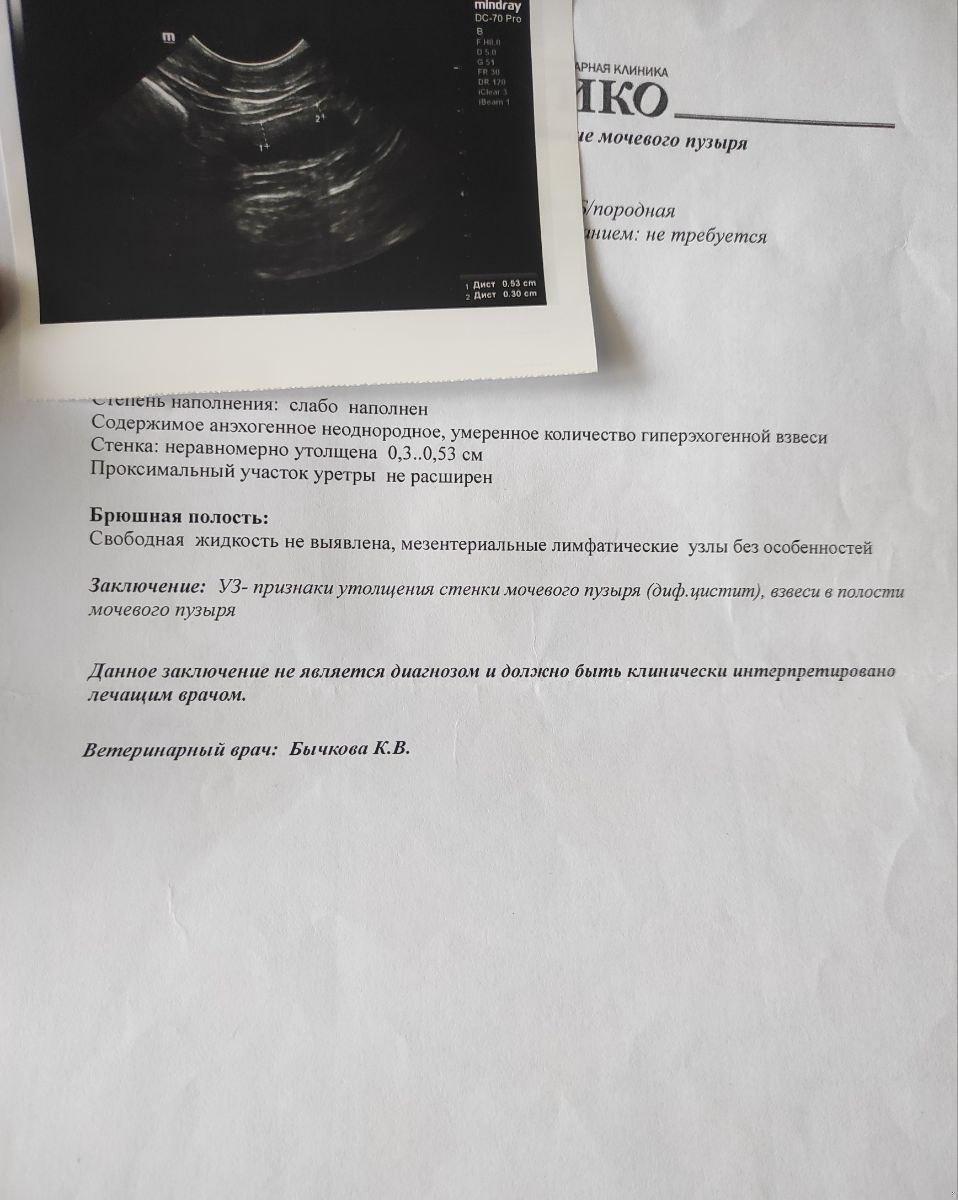 mindray
DC-70 Pro
B
F H8.0
D 5.0
G 51
FR 30
DR 120
iClear 3
iBeam 1
m
2+
1+
1 Дист 0.53 cm
2 Дист 0.30 cm
АРНАЯ КЛИНИКА
ИКО
ие мочевого пузыря
Б/породная
анием: не требуется
Степень наполнения: слабо наполнен
Содержимое анэхогенное неоднородное, умеренное количество гиперэхогенной взвеси
Стенка: неравномерно утолщена 0,3..0,53 см
Проксимальный участок уретры не расширен
Брюшная полость:
Свободная жидкость не выявлена, мезентериальные лимфатические узлы без особенностей
Заключение: УЗ- признаки утолщения стенки мочевого пузыря (диф.цистит), взвеси в полости
мочевого пузыря
Данное заключение не является диагнозом и должно быть клинически интерпретировано
лечащим врачом.
Ветеринарный врач: Бычкова К.В.